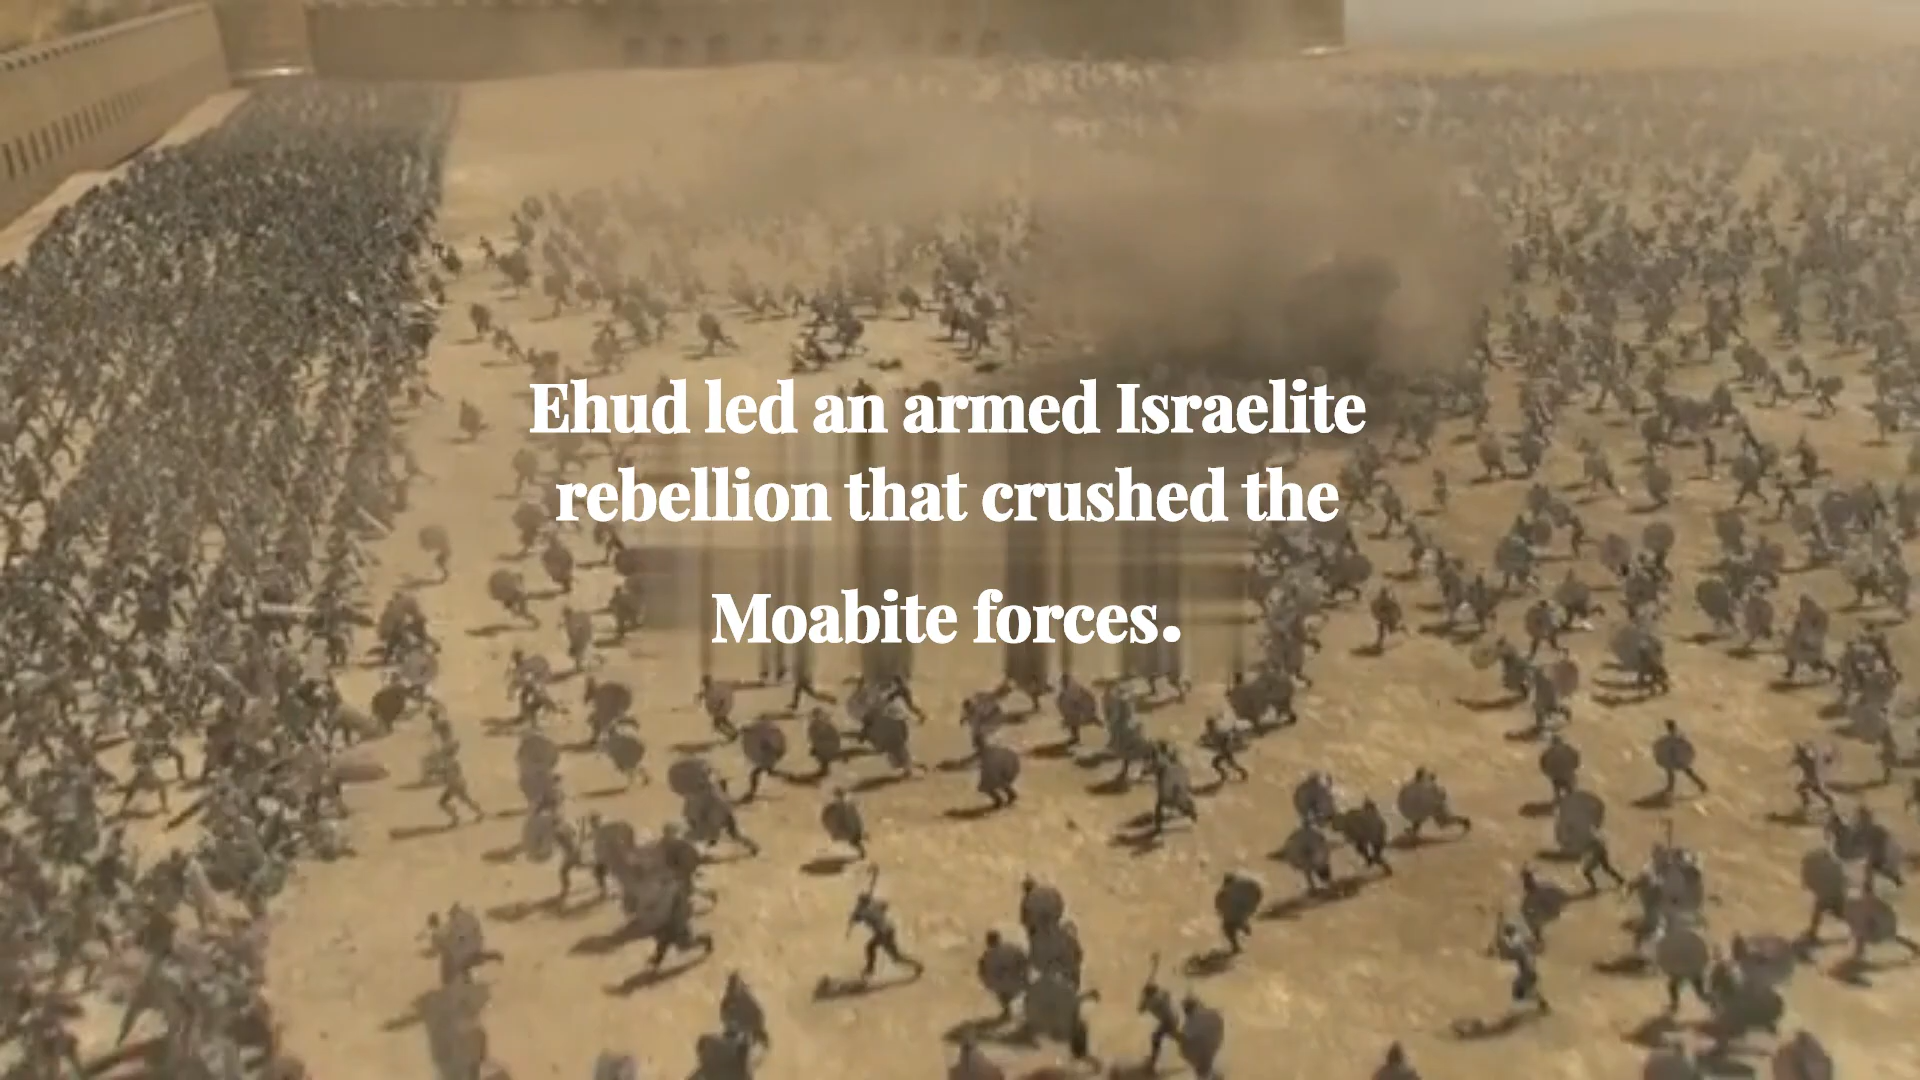 Ehud led an armed Israelite
rebellion that crushed the
Moabite forces.